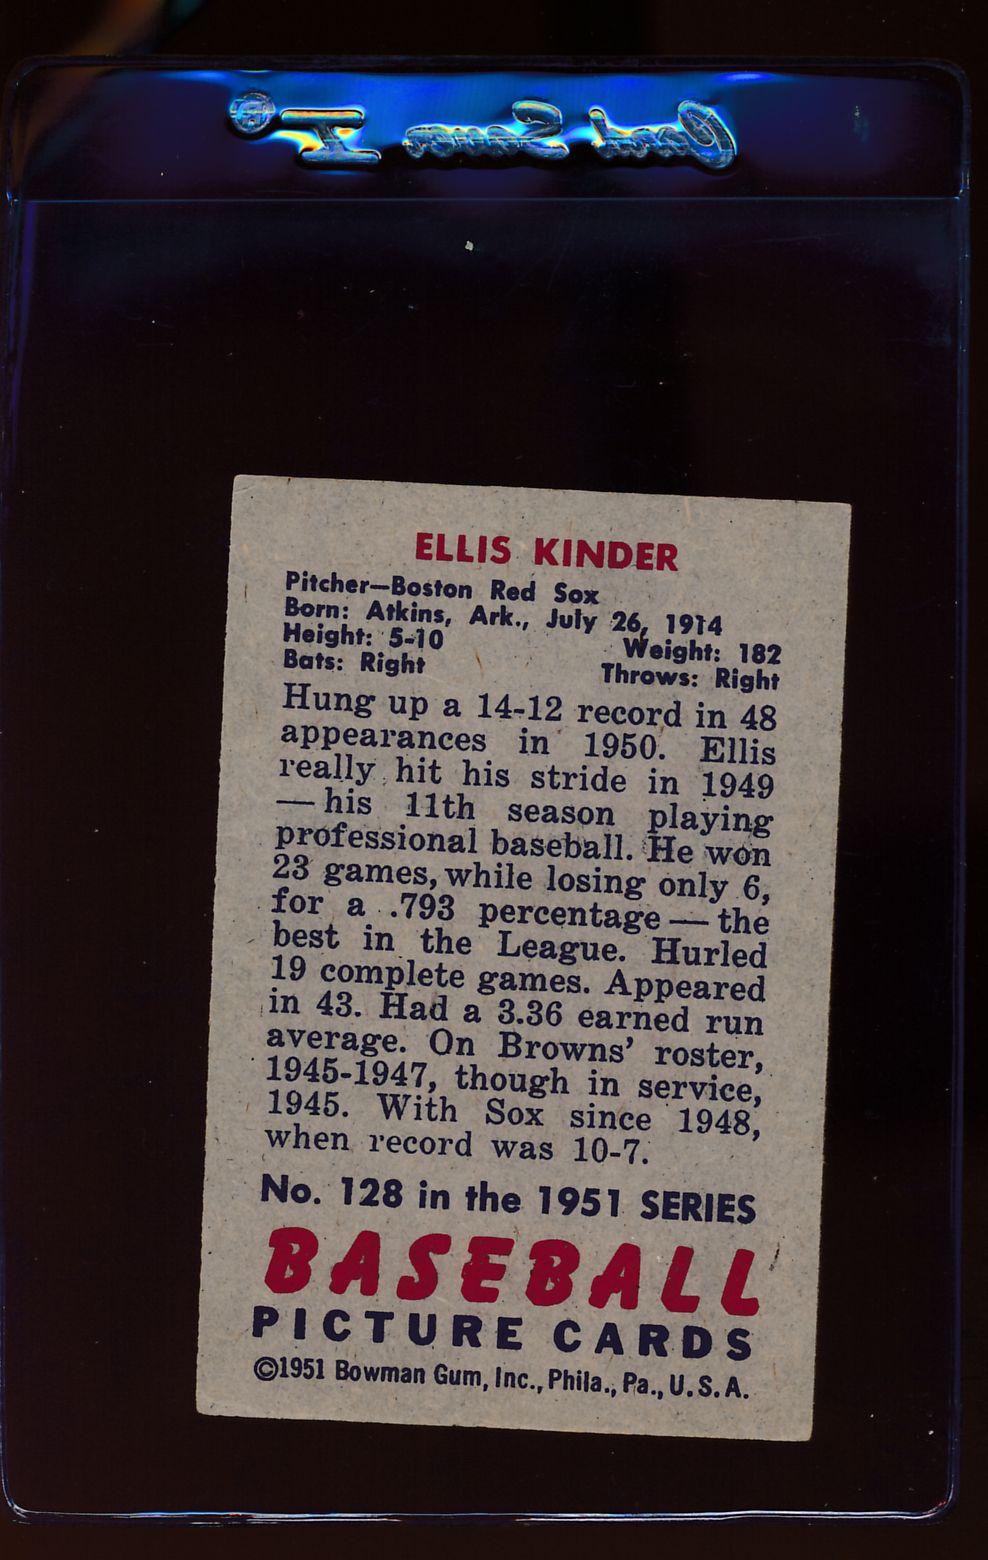 Card Saver I
ELLIS KINDER
Pitcher—Boston Red Sox
Born: Atkins, Ark., July 26, 1914
Height: 5-10 Weight: 182
Bats: Right Throws: Right
Hung up a 14-12 record in 48
appearances in 1950. Ellis
really hit his stride in 1949
— his 11th season playing
professional baseball. He won
23 games, while losing only 6,
for a .793 percentage — the
best in the League. Hurled
19 complete games. Appeared
in 43. Had a 3.36 earned run
average. On Browns' roster,
1945-1947, though in service,
1945. With Sox since 1948,
when record was 10-7.
No. 128 in the 1951 SERIES
BASEBALL
PICTURE CARDS
©1951 Bowman Gum, Inc., Phila., Pa., U.S.A.